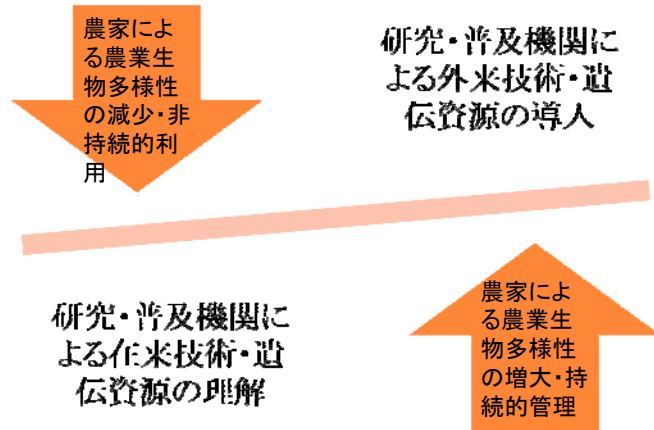 農家によ
る農業生
物多様性
の減少・非
持続的利
用
研究・普及機関に
よる外来技術・遺
伝資源の導入
研究・普及機関に
よる在来技術・遺
伝資源の理解
農家によ
る農業生
物多様性
の増大・持
続的管理